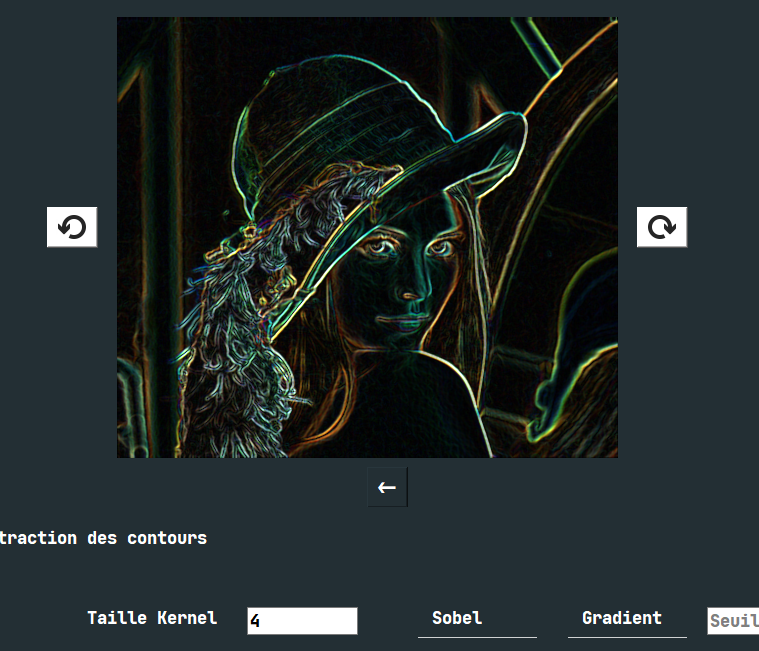 traction des contours
Taille Kernel 4 Sobel Gradient Seuil